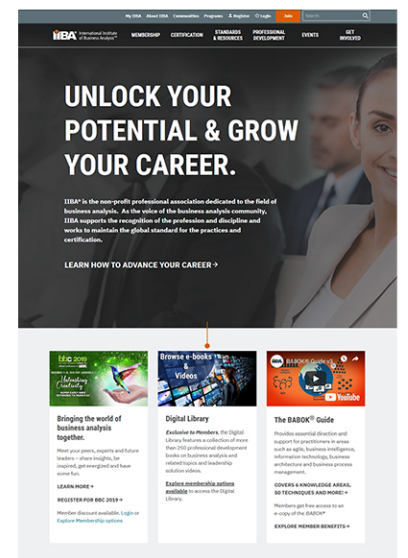 My IIBA About IIBA Communities Programs Register Login Join Search
IIBA® International Institute of Business Analysis™
MEMBERSHIP CERTIFICATION STANDARDS & RESOURCES PROFESSIONAL DEVELOPMENT EVENTS GET INVOLVED
UNLOCK YOUR
POTENTIAL & GROW
YOUR CAREER.
IIBA® is the non-profit professional association dedicated to the field of
business analysis. As the voice of the business analysis community,
IIBA supports the recognition of the profession and discipline and
works to maintain the global standard for the practices and
certification.
LEARN HOW TO ADVANCE YOUR CAREER→
bbc 2019
Unleashing
Creativity
Bringing the world of
business analysis
together.
Meet your peers, experts and future
leaders – share insights, be
inspired, get energized and have
some fun.
LEARN MORE→
REGISTER FOR BBC 2019→
Member discount available. Login or
Explore Membership options
Browse e-books
&
Videos
Digital Library
Exclusive to Members, the Digital
Library features a collection of more
than 250 professional development
books on business analysis and
related topics and leadership
solution videos.
Explore membership options
available to access the Digital
Library.
BABOK® Guide v3
YouTube
The BABOK® Guide
Provides essential direction and
support for practitioners in areas
such as agile, business intelligence,
information technology, business
architecture and business process
management.
COVERS 6 KNOWLEDGE AREAS,
50 TECHNIQUES AND MORE!→
Members get free access to an
e-copy of the BABOK®
EXPLORE MEMBER BENEFITS→